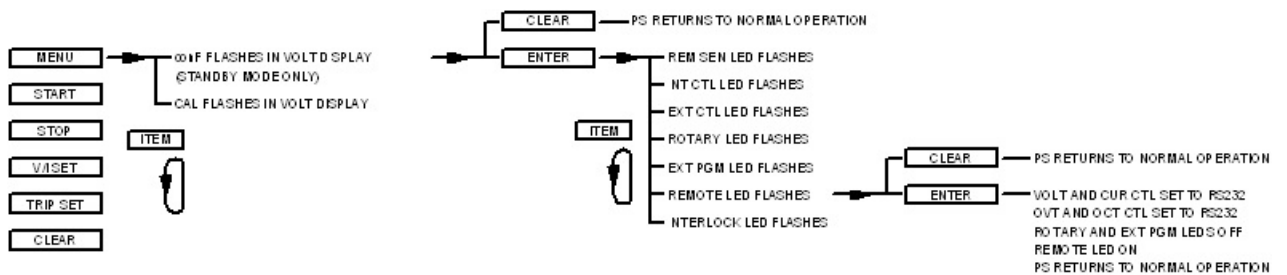 CLEAR PS RETURNS TO NORMAL OPERATION
MENU conF FLASHES IN VOLT D SPLAY ENTER REM SEN LED FLASHES
(STANDBY MODE ONLY)
START NT CTL LED FLASHES
CAL FLASHES IN VOLT DISPLAY
EXT CTL LED FLASHES
STOP ITEM ITEM ROTARY LED FLASHES
V/I SET EXT PGM LED FLASHES CLEAR PS RETURNS TO NORMAL OPERATION
TRIP SET REMOTE LED FLASHES ENTER VOLT AND CUR CTL SET TO RS232
OVT AND OCT CTL SET TO RS232
NTERLOCK LED FLASHES
ROTARY AND EXT PGM LEDS OFF
CLEAR
REMOTE LED ON
PS RETURNS TO NORMAL OPERATION